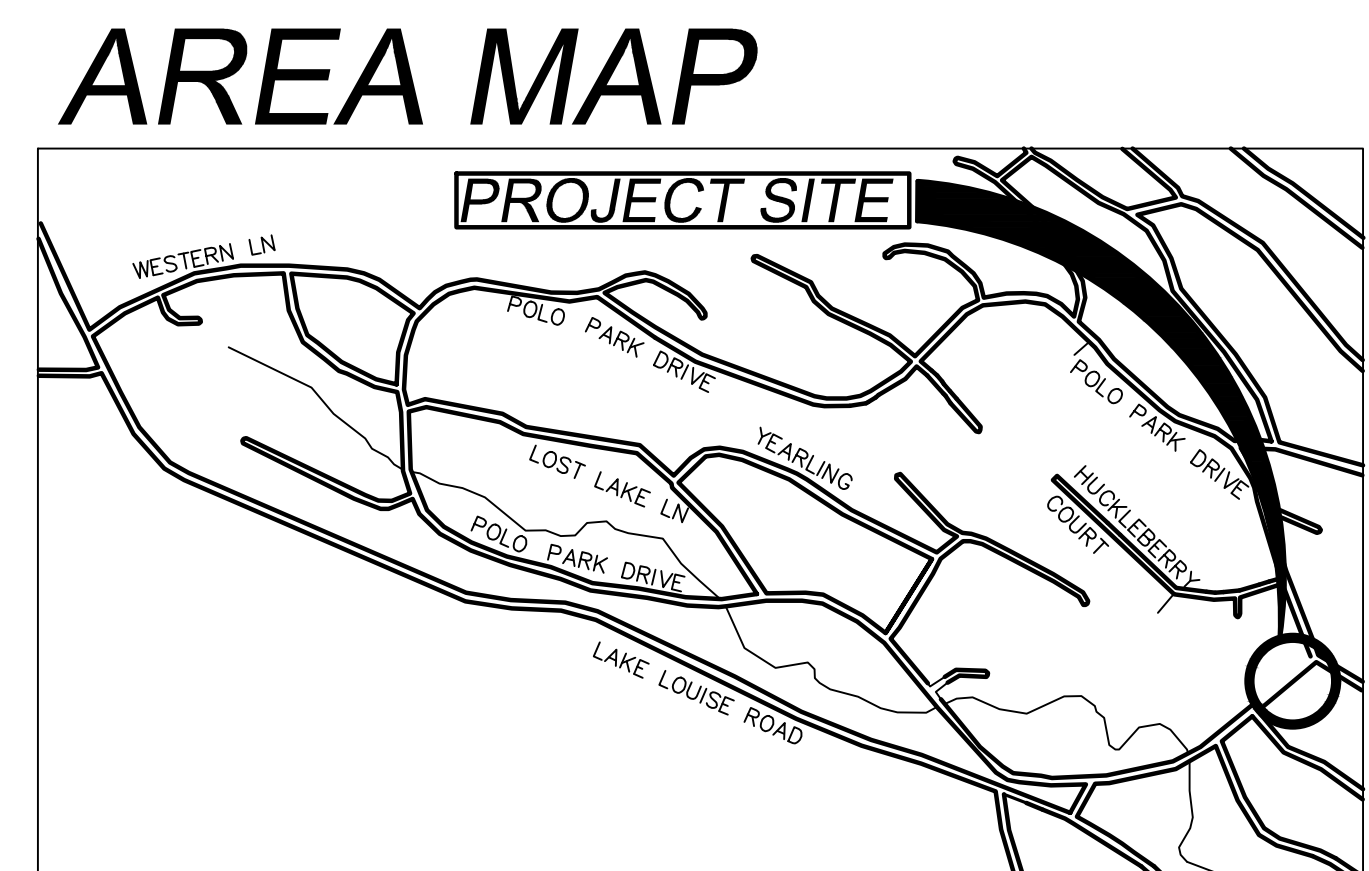 AREA MAP
PROJECT SITE
WESTERN LN
POLO PARK DRIVE
POLO PARK DRIVE
YEARLING
LOST LAKE LN
HUCKLEBERRY
COURT
POLO PARK DRIVE
LAKE LOUISE ROAD